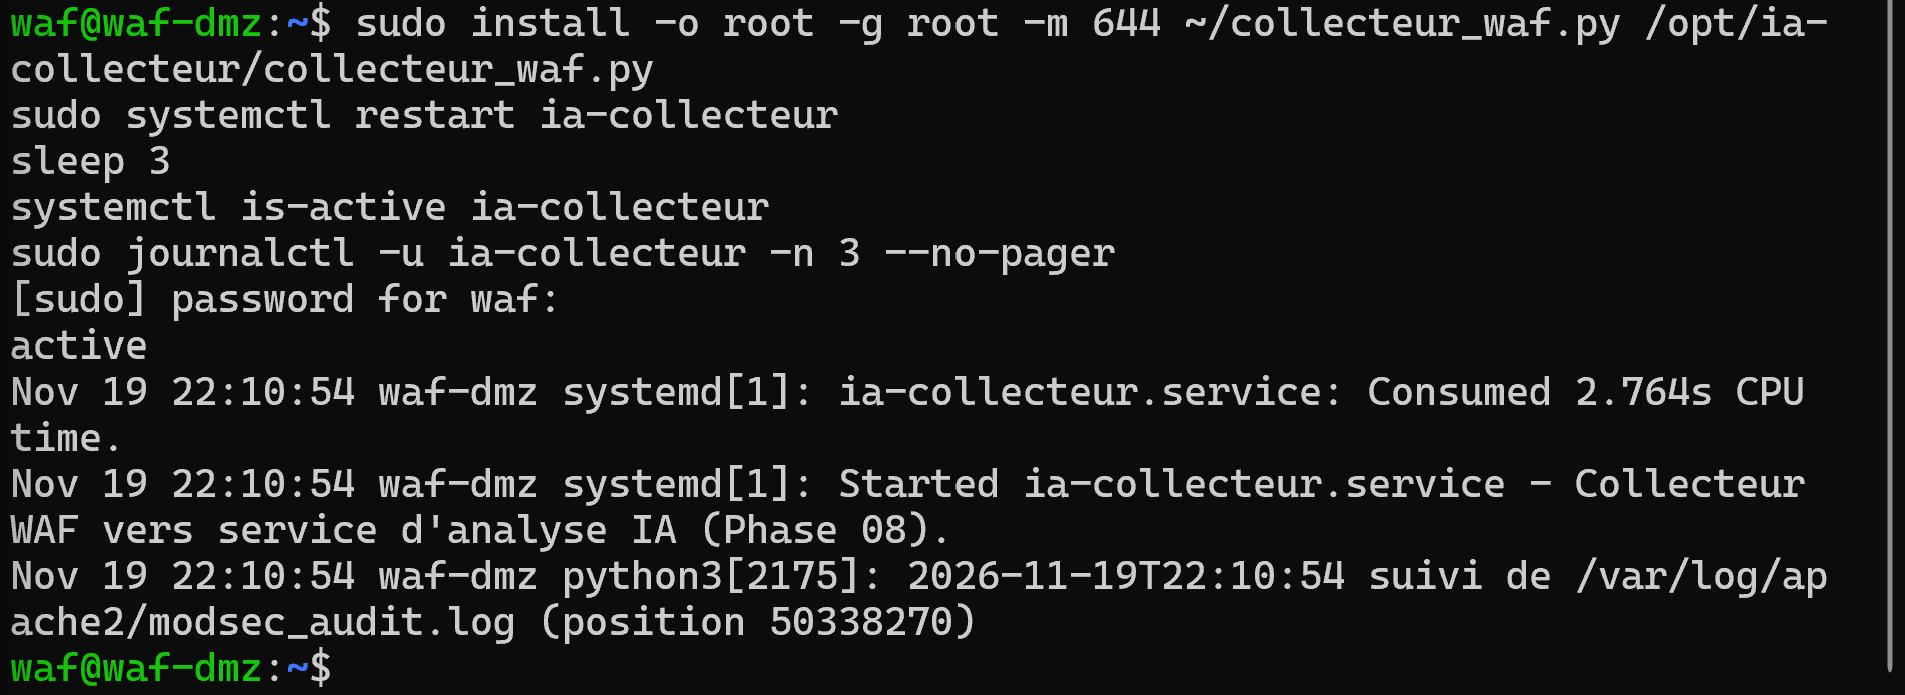 waf@waf-dmz:~$ sudo install -o root -g root -m 644 ~/collecteur_waf.py /opt/ia-
collecteur/collecteur_waf.py
sudo systemctl restart ia-collecteur
sleep 3
systemctl is-active ia-collecteur
sudo journalctl -u ia-collecteur -n 3 --no-pager
[sudo] password for waf:
active
Nov 19 22:10:54 waf-dmz systemd[1]: ia-collecteur.service: Consumed 2.764s CPU
time.
Nov 19 22:10:54 waf-dmz systemd[1]: Started ia-collecteur.service - Collecteur
WAF vers service d'analyse IA (Phase 08).
Nov 19 22:10:54 waf-dmz python3[2175]: 2026-11-19T22:10:54 suivi de /var/log/ap
ache2/modsec_audit.log (position 50338270)
waf@waf-dmz:~$